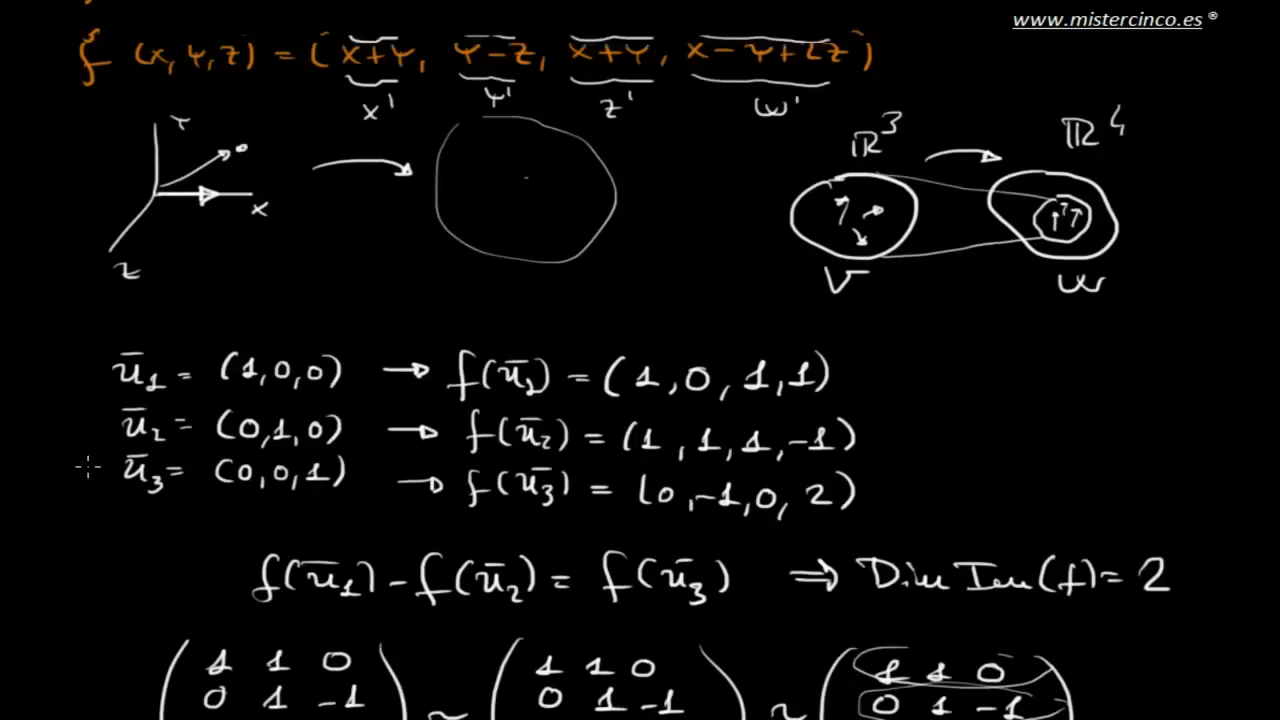 www.mistercinco.es ®
f (x, y, z) = (x+y, y-z, x+y, x-y+2z)
x' y' z' w'
Y
X
Z
ℝ³ ℝ⁴
V W
ū₁ = (1,0,0) → f(ū₁) = (1,0,1,1)
ū₂ = (0,1,0) → f(ū₂) = (1,1,1,-1)
ū₃ = (0,0,1) → f(ū₃) = (0,-1,0,2)
f(ū₁) - f(ū₂) = f(ū₃) ⇒ Dim Im(f) = 2
1 1 0 1 1 0 1 1 0
0 1 -1 ~ 0 1 -1 ~ 0 1 -1